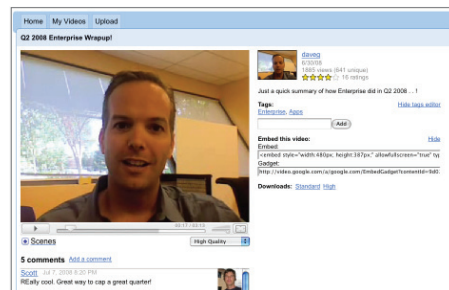 Home My Videos Upload
Q2 2008 Enterprise Wrapup!
daveg
6/30/08
1885 views (641 unique)
16 ratings
Just a quick summary of how Enterprise did in Q2 2008 . . !
Tags:
Hide tags editor
Enterprise, Apps
Add
Embed this video:
Hide
Embed:
<embed style="width:480px; height:387px;" allowfullscreen="true" typ
Gadget:
http://video.google.com/a/google.com/EmbedGadget?contentId=9d0
Downloads: Standard High
Scenes
High Quality
5 comments Add a comment
Scott Jul 7, 2008 8:20 PM
REally cool. Great way to cap a great quarter!